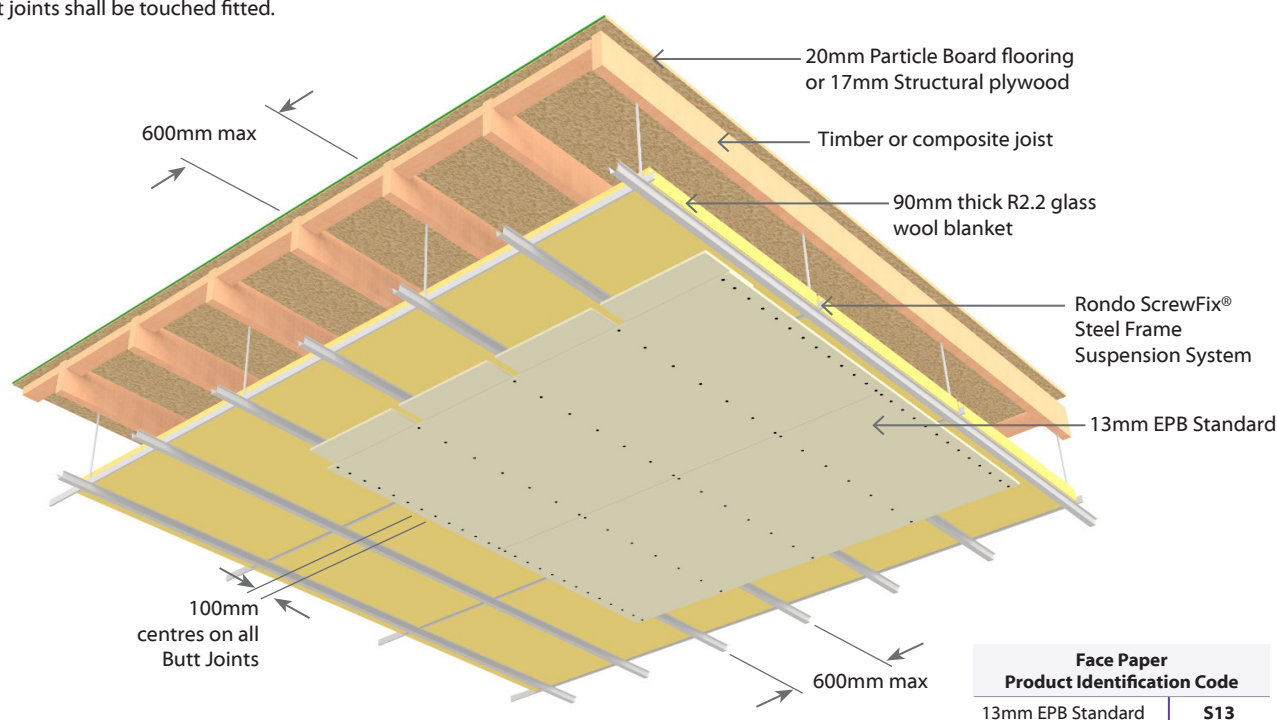 t joints shall be touched fitted.
20mm Particle Board flooring
or 17mm Structural plywood
600mm max
Timber or composite joist
90mm thick R2.2 glass
wool blanket
Rondo ScrewFix®
Steel Frame
Suspension System
13mm EPB Standard
100mm
centres on all
Butt Joints
600mm max
Face Paper
Product Identification Code
13mm EPB Standard S13